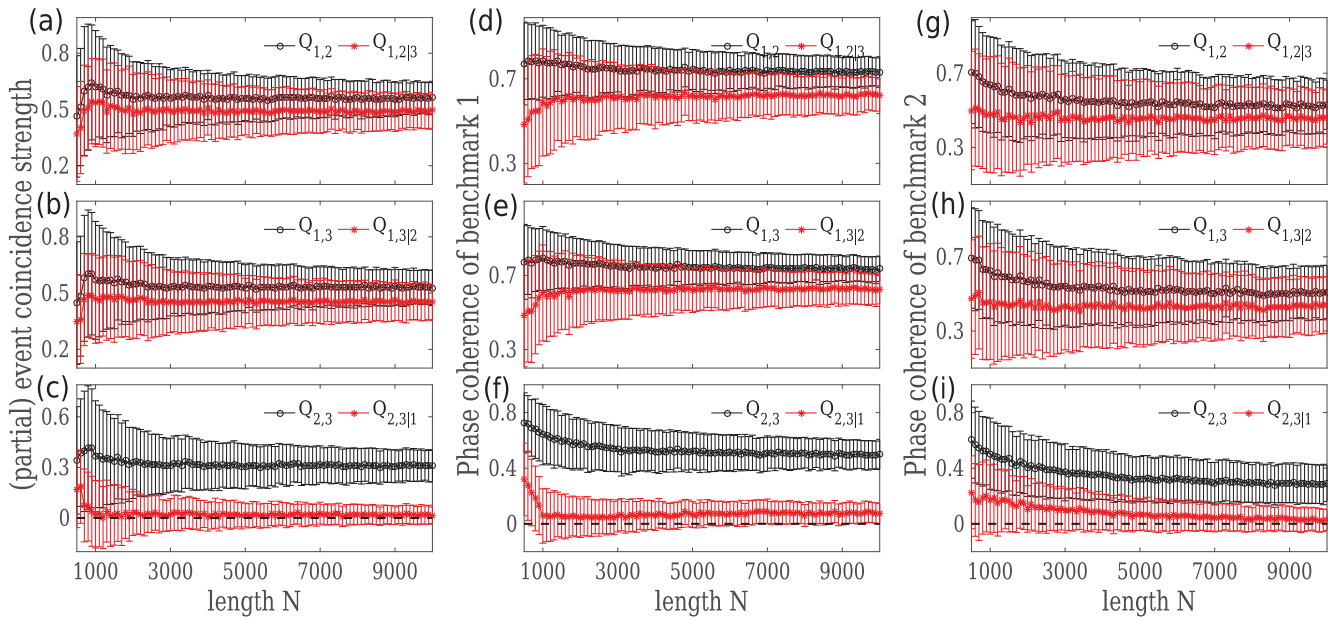 (partial) event coincidence strength
(a)
Q1,2 Q1,2|3
0.8
0.5
0.2
(b)
Q1,3 Q1,3|2
0.8
0.5
0.2
(c)
Q2,3 Q2,3|1
0.6
0.3
0
1000 3000 5000 7000 9000
length N
Phase coherence of benchmark 1
(d)
Q1,2 Q1,2|3
0.7
0.3
(e)
Q1,3 Q1,3|2
0.7
0.3
(f)
Q2,3 Q2,3|1
0.8
0.4
0
1000 3000 5000 7000 9000
length N
Phase coherence of benchmark 2
(g)
Q1,2 Q1,2|3
0.7
0.3
(h)
Q1,3 Q1,3|2
0.7
0.3
(i)
Q2,3 Q2,3|1
0.8
0.4
0
1000 3000 5000 7000 9000
length N